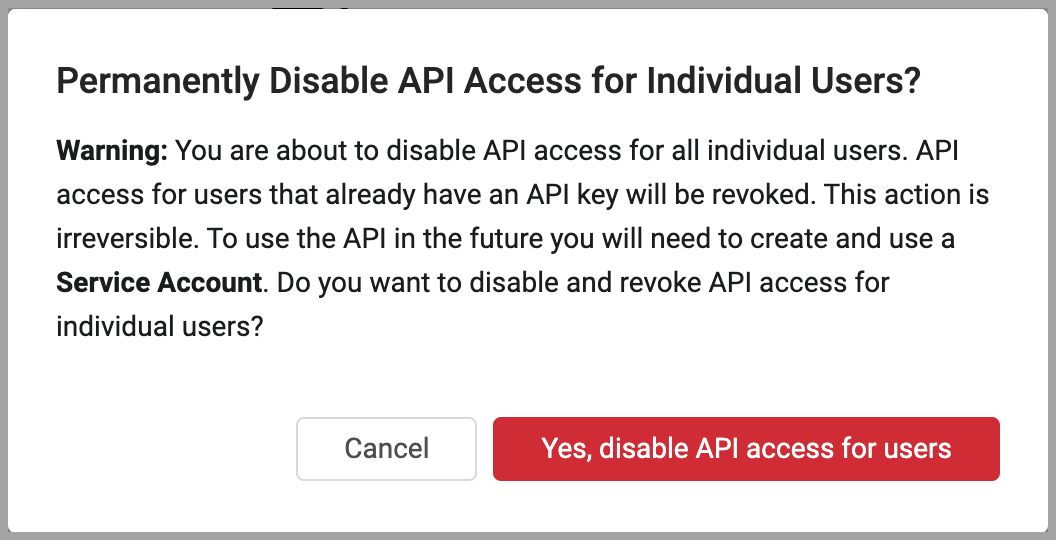 Permanently Disable API Access for Individual Users?
Warning: You are about to disable API access for all individual users. API
access for users that already have an API key will be revoked. This action is
irreversible. To use the API in the future you will need to create and use a
Service Account. Do you want to disable and revoke API access for
individual users?
Cancel
Yes, disable API access for users